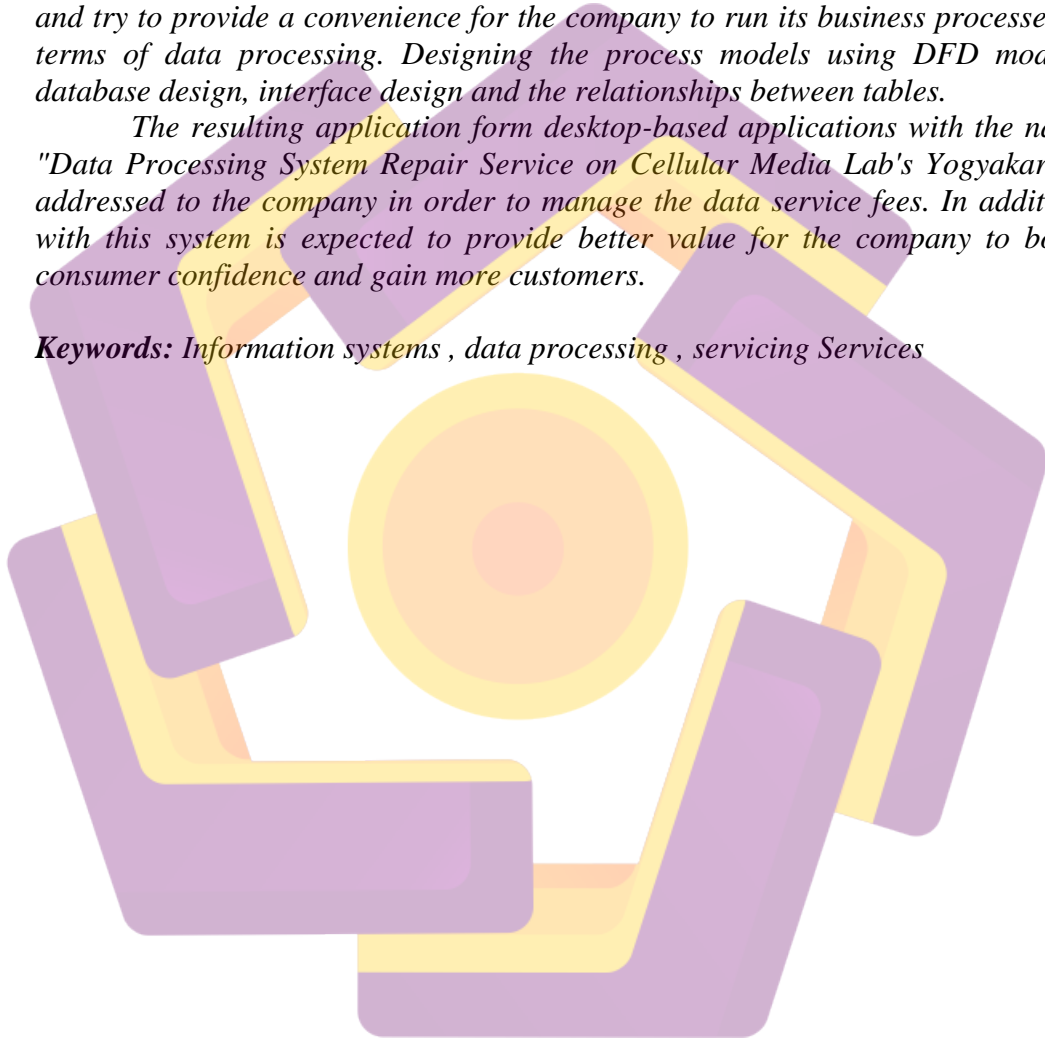 and try to provide a convenience for the company to run its business processe
terms of data processing. Designing the process models using DFD mod
database design, interface design and the relationships between tables.
The resulting application form desktop-based applications with the na
"Data Processing System Repair Service on Cellular Media Lab's Yogyakar
addressed to the company in order to manage the data service fees. In addit
with this system is expected to provide better value for the company to bo
consumer confidence and gain more customers.
Keywords: Information systems , data processing , servicing Services